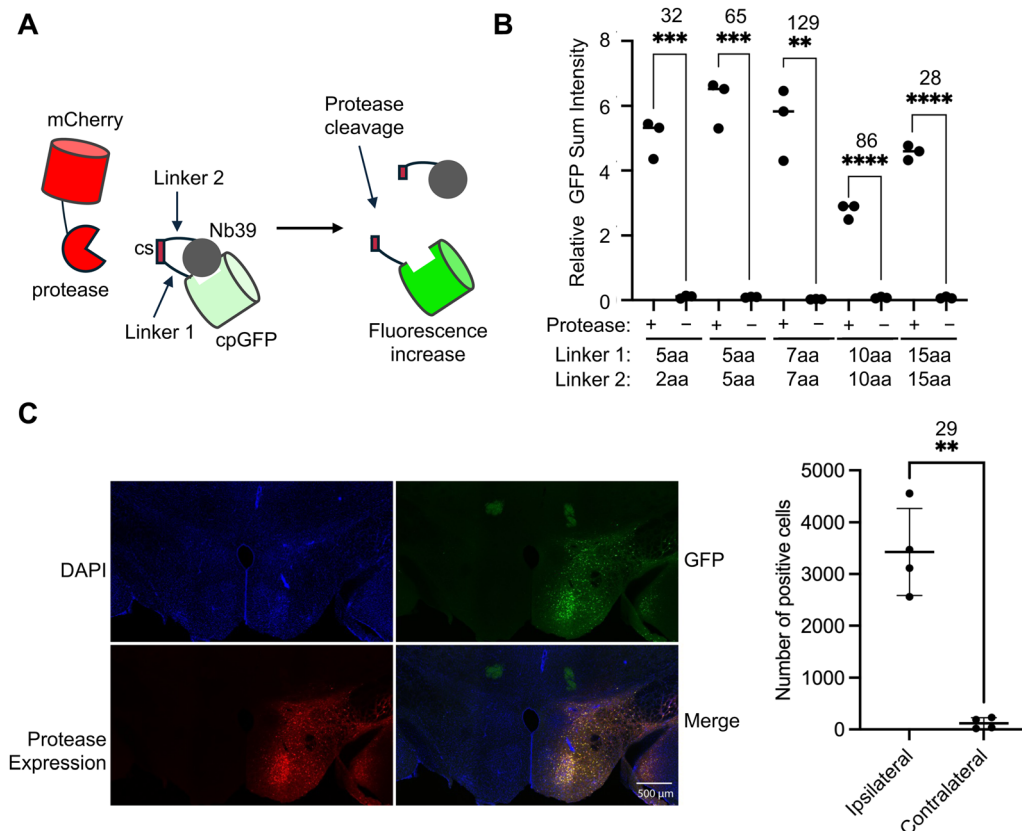 A
mCherry
protease
Linker 2
cs
Nb39
Linker 1
cpGFP
Protease
cleavage
Fluorescence
increase
B
Relative GFP Sum Intensity
8
6
4
2
0
32
***
65
***
129
**
86
****
28
****
Protease: + − + − + − + − + −
Linker 1: 5aa 5aa 7aa 10aa 15aa
Linker 2: 2aa 5aa 7aa 10aa 15aa
C
DAPI
GFP
Protease
Expression
Merge
500 μm
29
**
Number of positive cells
5000
4000
3000
2000
1000
0
Ipsilateral
Contralateral